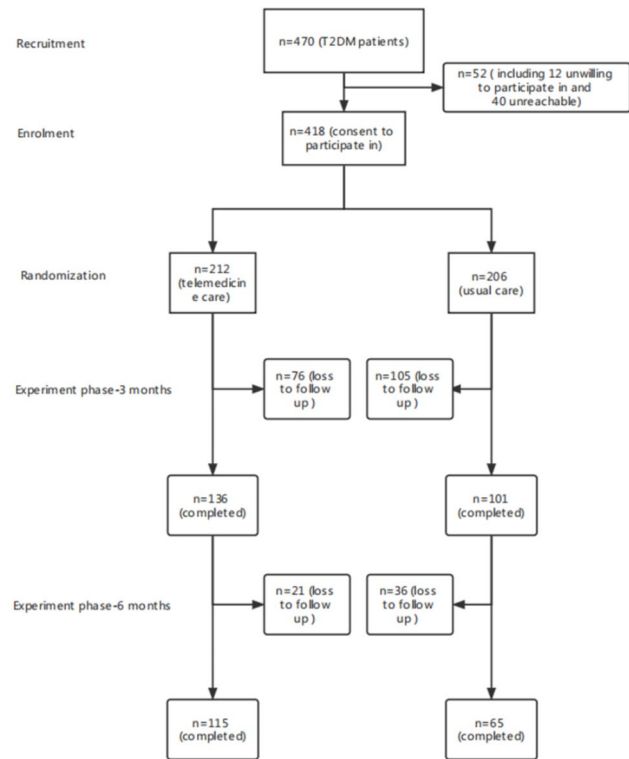 Recruitment
n=470 (T2DM patients)
n=52 ( including 12 unwilling
to participate in and
40 unreachable)
Enrolment
n=418 (consent to
participate in)
Randomization
n=212
(telemedicin
e care)
n=206
(usual care)
Experiment phase-3 months
n=76 (loss
to follow
up )
n=105 (loss
to follow
up )
n=136
(completed)
n=101
(completed)
Experiment phase-6 months
n=21 (loss
to follow
up )
n=36 (loss
to follow
up )
n=115
(completed)
n=65
(completed)